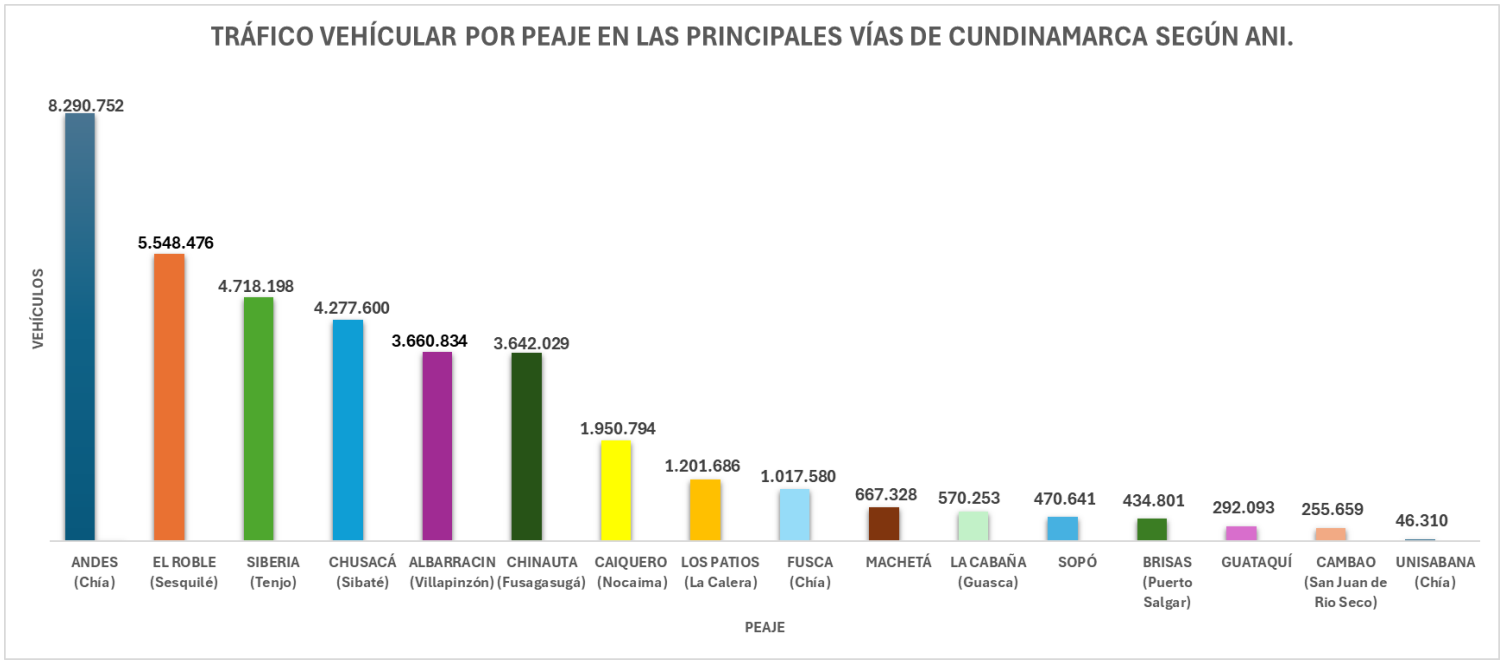 TRÁFICO VEHÍCULAR POR PEAJE EN LAS PRINCIPALES VÍAS DE CUNDINAMARCA SEGÚN ANI.
VEHÍCULOS
8.290.752
5.548.476
4.718.198
4.277.600
3.660.834
3.642.029
1.950.794
1.201.686
1.017.580
667.328
570.253
470.641
434.801
292.093
255.659
46.310
ANDES
(Chía)
EL ROBLE
(Sesquilé)
SIBERIA
(Tenjo)
CHUSACÁ
(Sibaté)
ALBARRACIN
(Villapinzón)
CHINAUTA
(Fusagasugá)
CAIQUERO
(Nocaima)
LOS PATIOS
(La Calera)
FUSCA
(Chía)
MACHETÁ
LA CABAÑA
(Guasca)
SOPÓ
BRISAS
(Puerto
Salgar)
GUATAQUÍ
CAMBAO
(San Juan de
Rio Seco)
UNISABANA
(Chía)
PEAJE